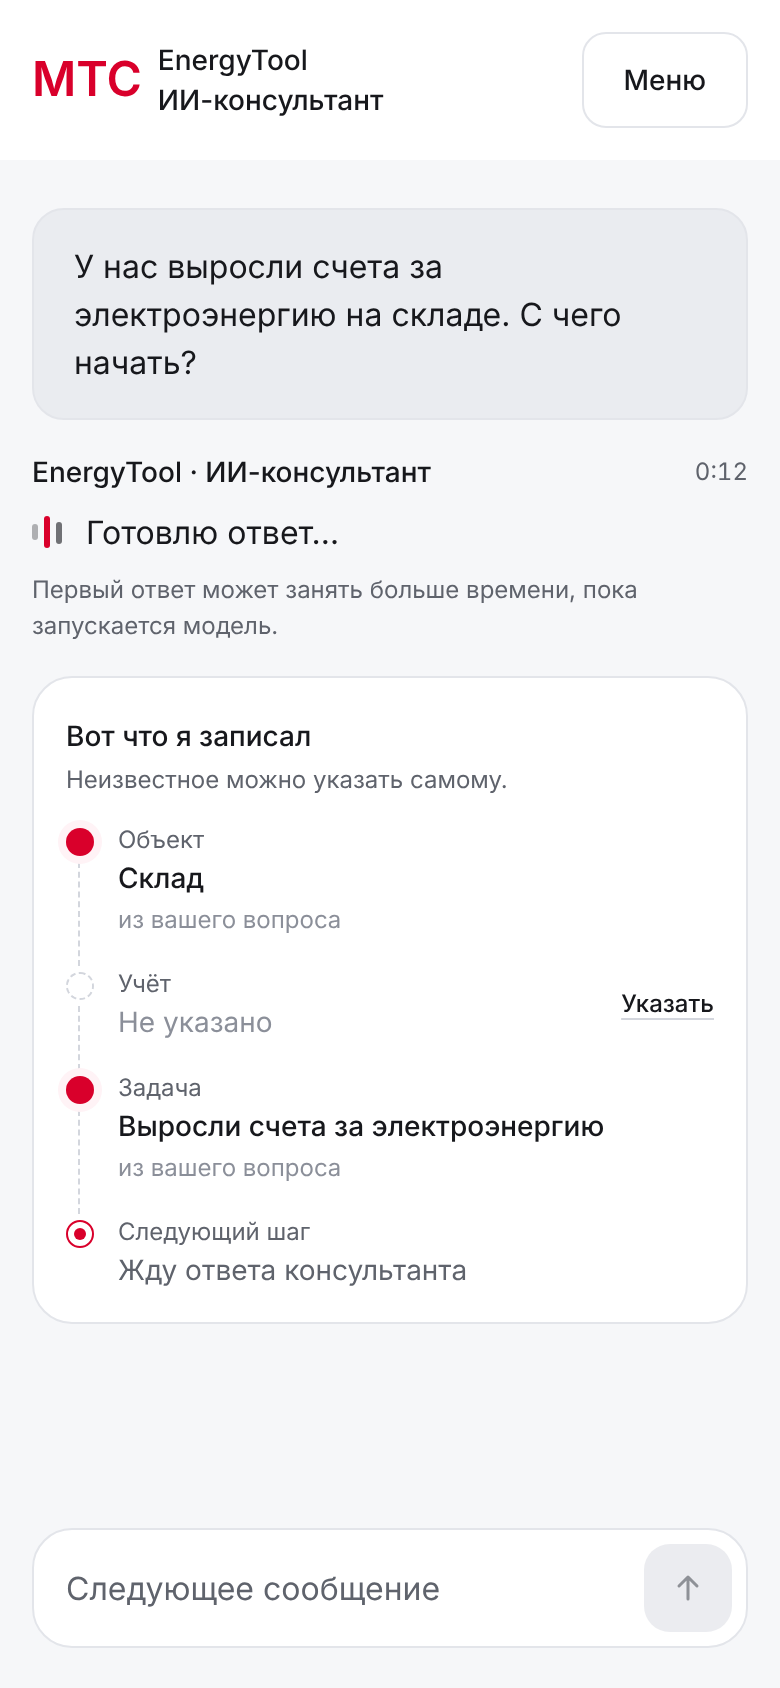 МТС
EnergyTool
ИИ-консультант
Меню
У нас выросли счета за
электроэнергию на складе. С чего
начать?
EnergyTool · ИИ-консультант
0:12
Готовлю ответ...
Первый ответ может занять больше времени, пока
запускается модель.
Вот что я записал
Неизвестное можно указать самому.
Объект
Склад
из вашего вопроса
Учёт
Не указано
Указать
Задача
Выросли счета за электроэнергию
из вашего вопроса
Следующий шаг
Жду ответа консультанта
Следующее сообщение